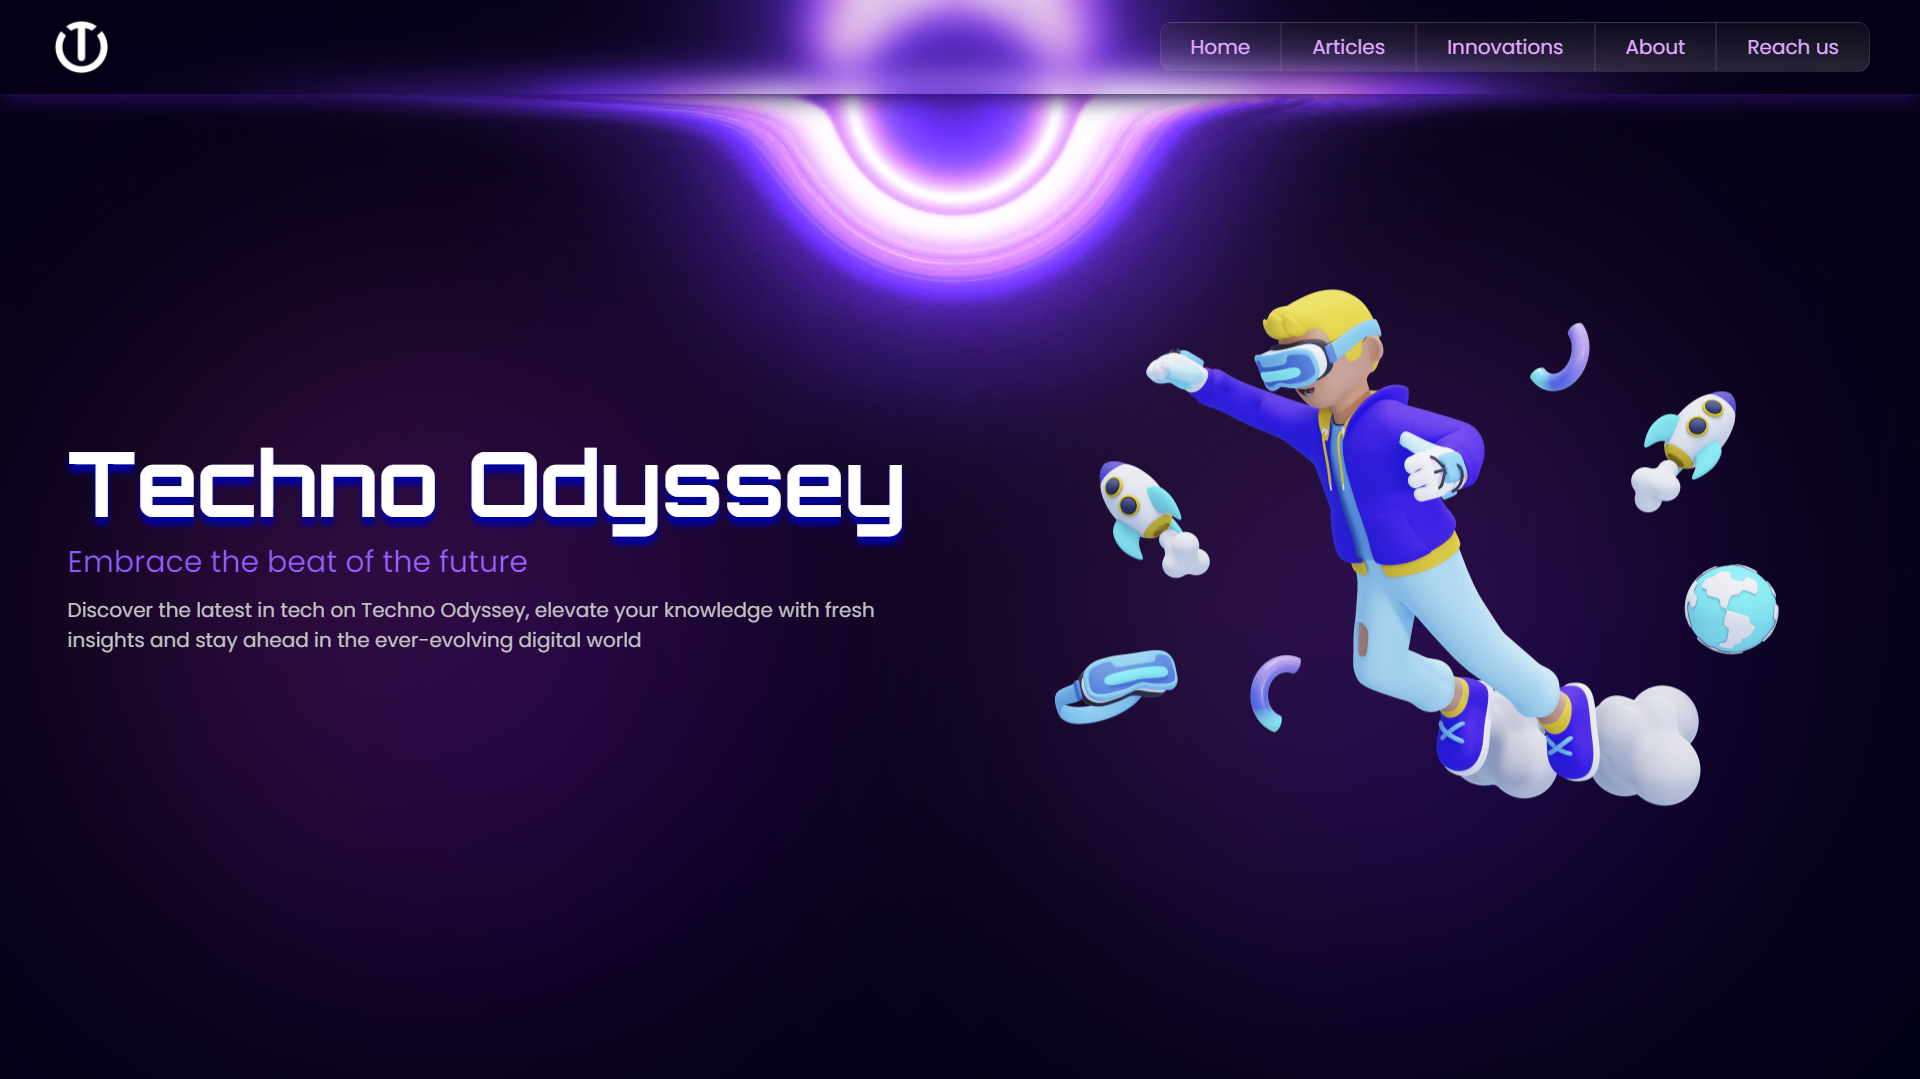 Home
Articles
Innovations
About
Reach us
Techno Odyssey
Embrace the beat of the future
Discover the latest in tech on Techno Odyssey, elevate your knowledge with fresh
insights and stay ahead in the ever-evolving digital world